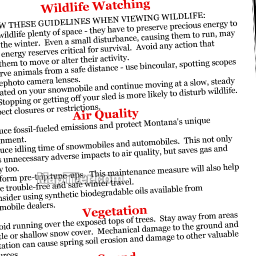 Wildlife Watching
W THESE GUIDELINES WHEN VIEWING WILDLIFE:
wildlife plenty of space - they have to preserve precious energy to
the winter. Even a small disturbance, causing them to run, may
energy reserves critical for survival. Avoid any action that
them to move or alter their activity.
rve animals from a safe distance - use binocular, spotting scopes
ephoto camera lenses.
ated on your snowmobile and continue moving at a slow, steady
Stopping or getting off your sled is more likely to disturb wildlife.
pect closures or restrictions.
Air Quality
uce fossil-fueled emissions and protect Montana's unique
nment.
uce idling time of snowmobiles and automobiles. This not only
unnecessary adverse impacts to air quality, but saves gas and
y too.
form pre-season tune-ups. This maintenance measure will also help
e trouble-free and safe winter travel.
nsider using synthetic biodegradable oils available from
mobile dealers.
Vegetation
oid running over the exposed tops of trees. Stay away from areas
tle or shallow snow cover. Mechanical damage to the ground and
tation can cause spring soil erosion and damage to other valuable